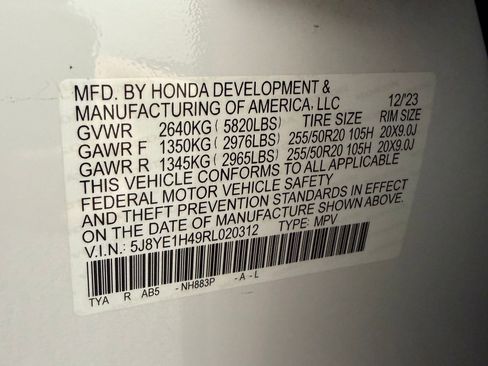 MFD. BY HONDA DEVELOPMENT &
MANUFACTURING OF AMERICA, LLC 12/23
GVWR 2640KG ( 5820LBS) TIRE SIZE RIM SIZE
GAWR F 1350KG ( 2976LBS) 255/50R20 105H 20X9.0J
GAWR R 1345KG ( 2965LBS) 255/50R20 105H 20X9.0J
THIS VEHICLE CONFORMS TO ALL APPLICABLE
FEDERAL MOTOR VEHICLE SAFETY
AND THEFT PREVENTION STANDARDS IN EFFECT
ON THE DATE OF MANUFACTURE SHOWN ABOVE.
V.I.N.: 5J8YE1H49RL020312 TYPE: MPV
TYA R AB5 -NH883P -A-L